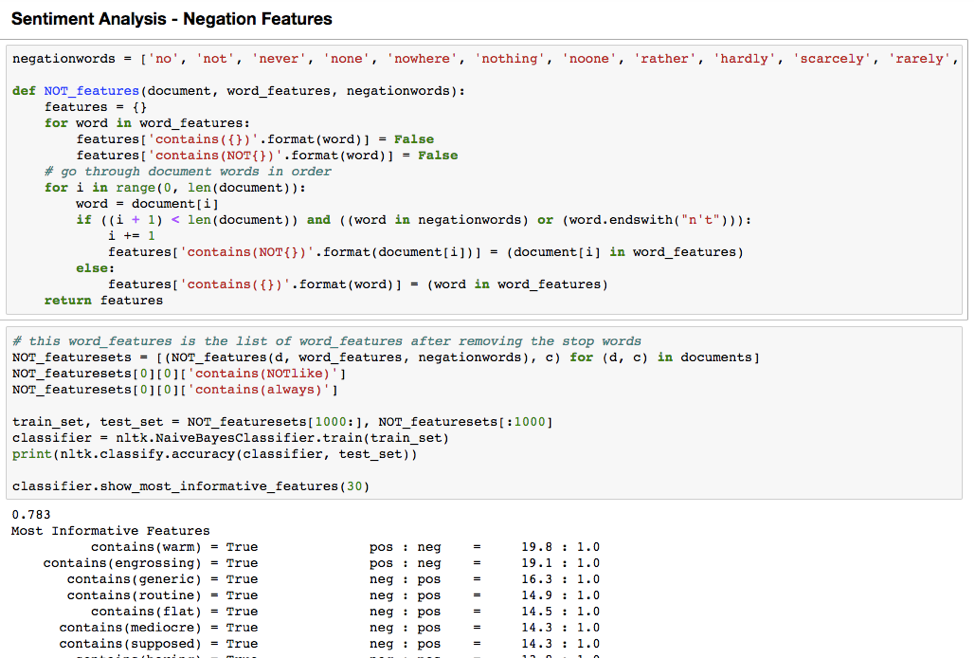 Sentiment Analysis - Negation Features
negationwords = ['no', 'not', 'never', 'none', 'nowhere', 'nothing', 'noone', 'rather', 'hardly', 'scarcely', 'rarely',
def NOT_features(document, word_features, negationwords):
    features = {}
    for word in word_features:
        features['contains({})'.format(word)] = False
        features['contains(NOT{})'.format(word)] = False
    # go through document words in order
    for i in range(0, len(document)):
        word = document[i]
        if ((i + 1) < len(document)) and ((word in negationwords) or (word.endswith("n't"))):
            i += 1
            features['contains(NOT{})'.format(document[i])] = (document[i] in word_features)
        else:
            features['contains({})'.format(word)] = (word in word_features)
    return features
# this word_features is the list of word_features after removing the stop words
NOT_featuresets = [(NOT_features(d, word_features, negationwords), c) for (d, c) in documents]
NOT_featuresets[0][0]['contains(NOTlike)']
NOT_featuresets[0][0]['contains(always)']
train_set, test_set = NOT_featuresets[1000:], NOT_featuresets[:1000]
classifier = nltk.NaiveBayesClassifier.train(train_set)
print(nltk.classify.accuracy(classifier, test_set))
classifier.show_most_informative_features(30)
0.783
Most Informative Features
contains(warm) = True pos : neg = 19.8 : 1.0
contains(engrossing) = True pos : neg = 19.1 : 1.0
contains(generic) = True neg : pos = 16.3 : 1.0
contains(routine) = True neg : pos = 14.9 : 1.0
contains(flat) = True neg : pos = 14.5 : 1.0
contains(mediocre) = True neg : pos = 14.3 : 1.0
contains(supposed) = True neg : pos = 14.3 : 1.0